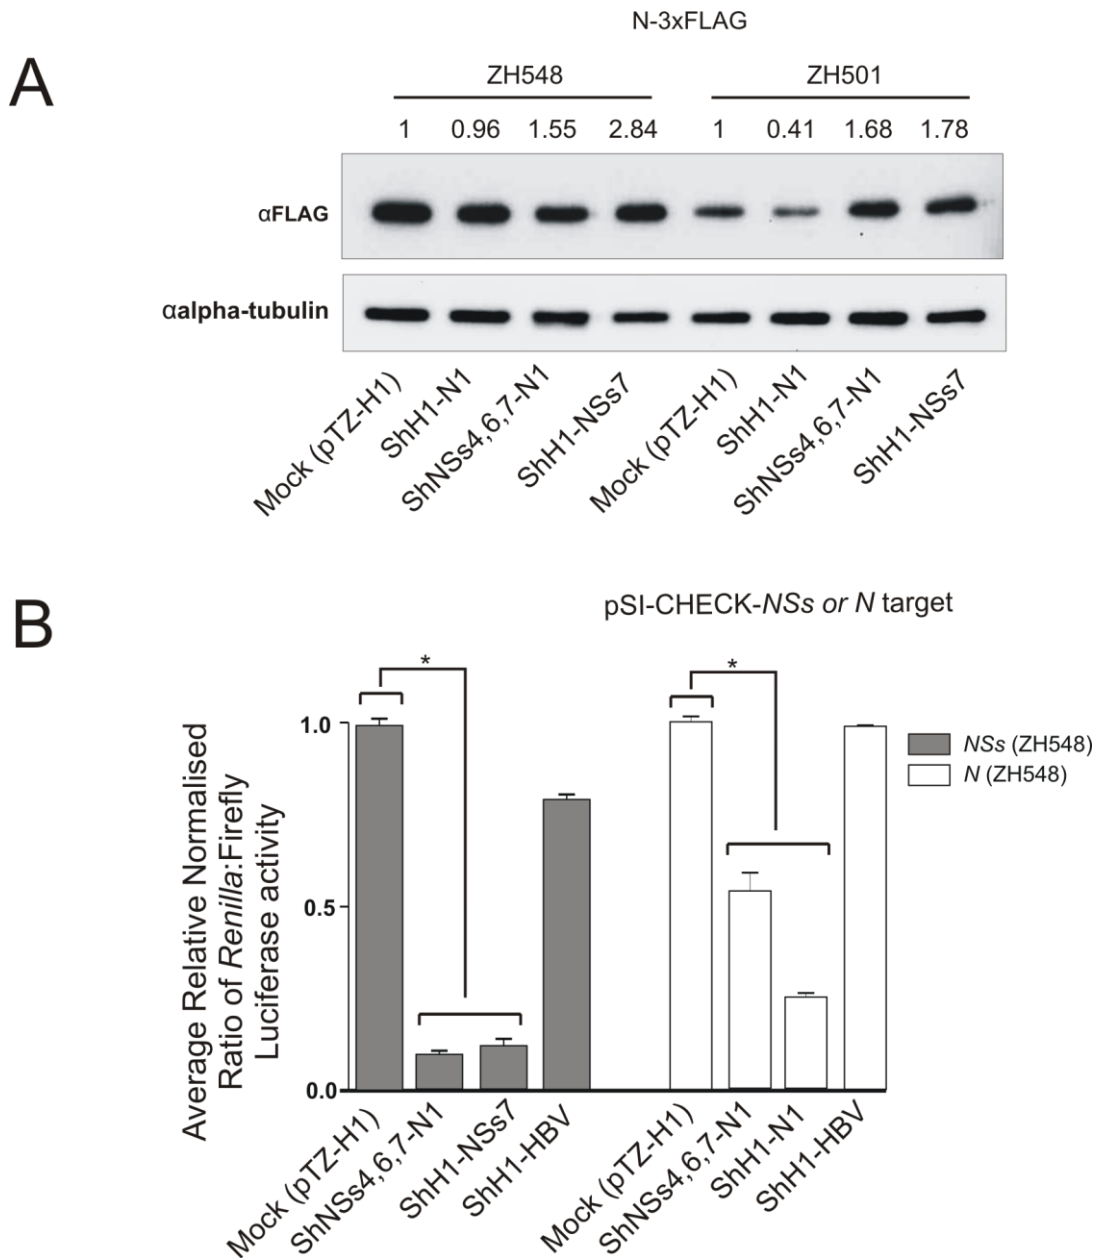 N-3xFLAG
A
ZH548 ZH501
1 0.96 1.55 2.84 1 0.41 1.68 1.78
αFLAG
αalpha-tubulin
Mock (pTZ-H1) ShH1-N1 ShNSs4,6,7-N1 ShH1-NSs7 Mock (pTZ-H1) ShH1-N1 ShNSs4,6,7-N1 ShH1-NSs7
B
pSI-CHECK-NSs or N target
* *
Average Relative Normalised
Ratio of Renilla:Firefly
Luciferase activity
1.0
0.5
0.0
NSs (ZH548)
N (ZH548)
Mock (pTZ-H1) ShNSs4,6,7-N1 ShH1-NSs7 ShH1-HBV Mock (pTZ-H1) ShNSs4,6,7-N1 ShH1-N1 ShH1-HBV